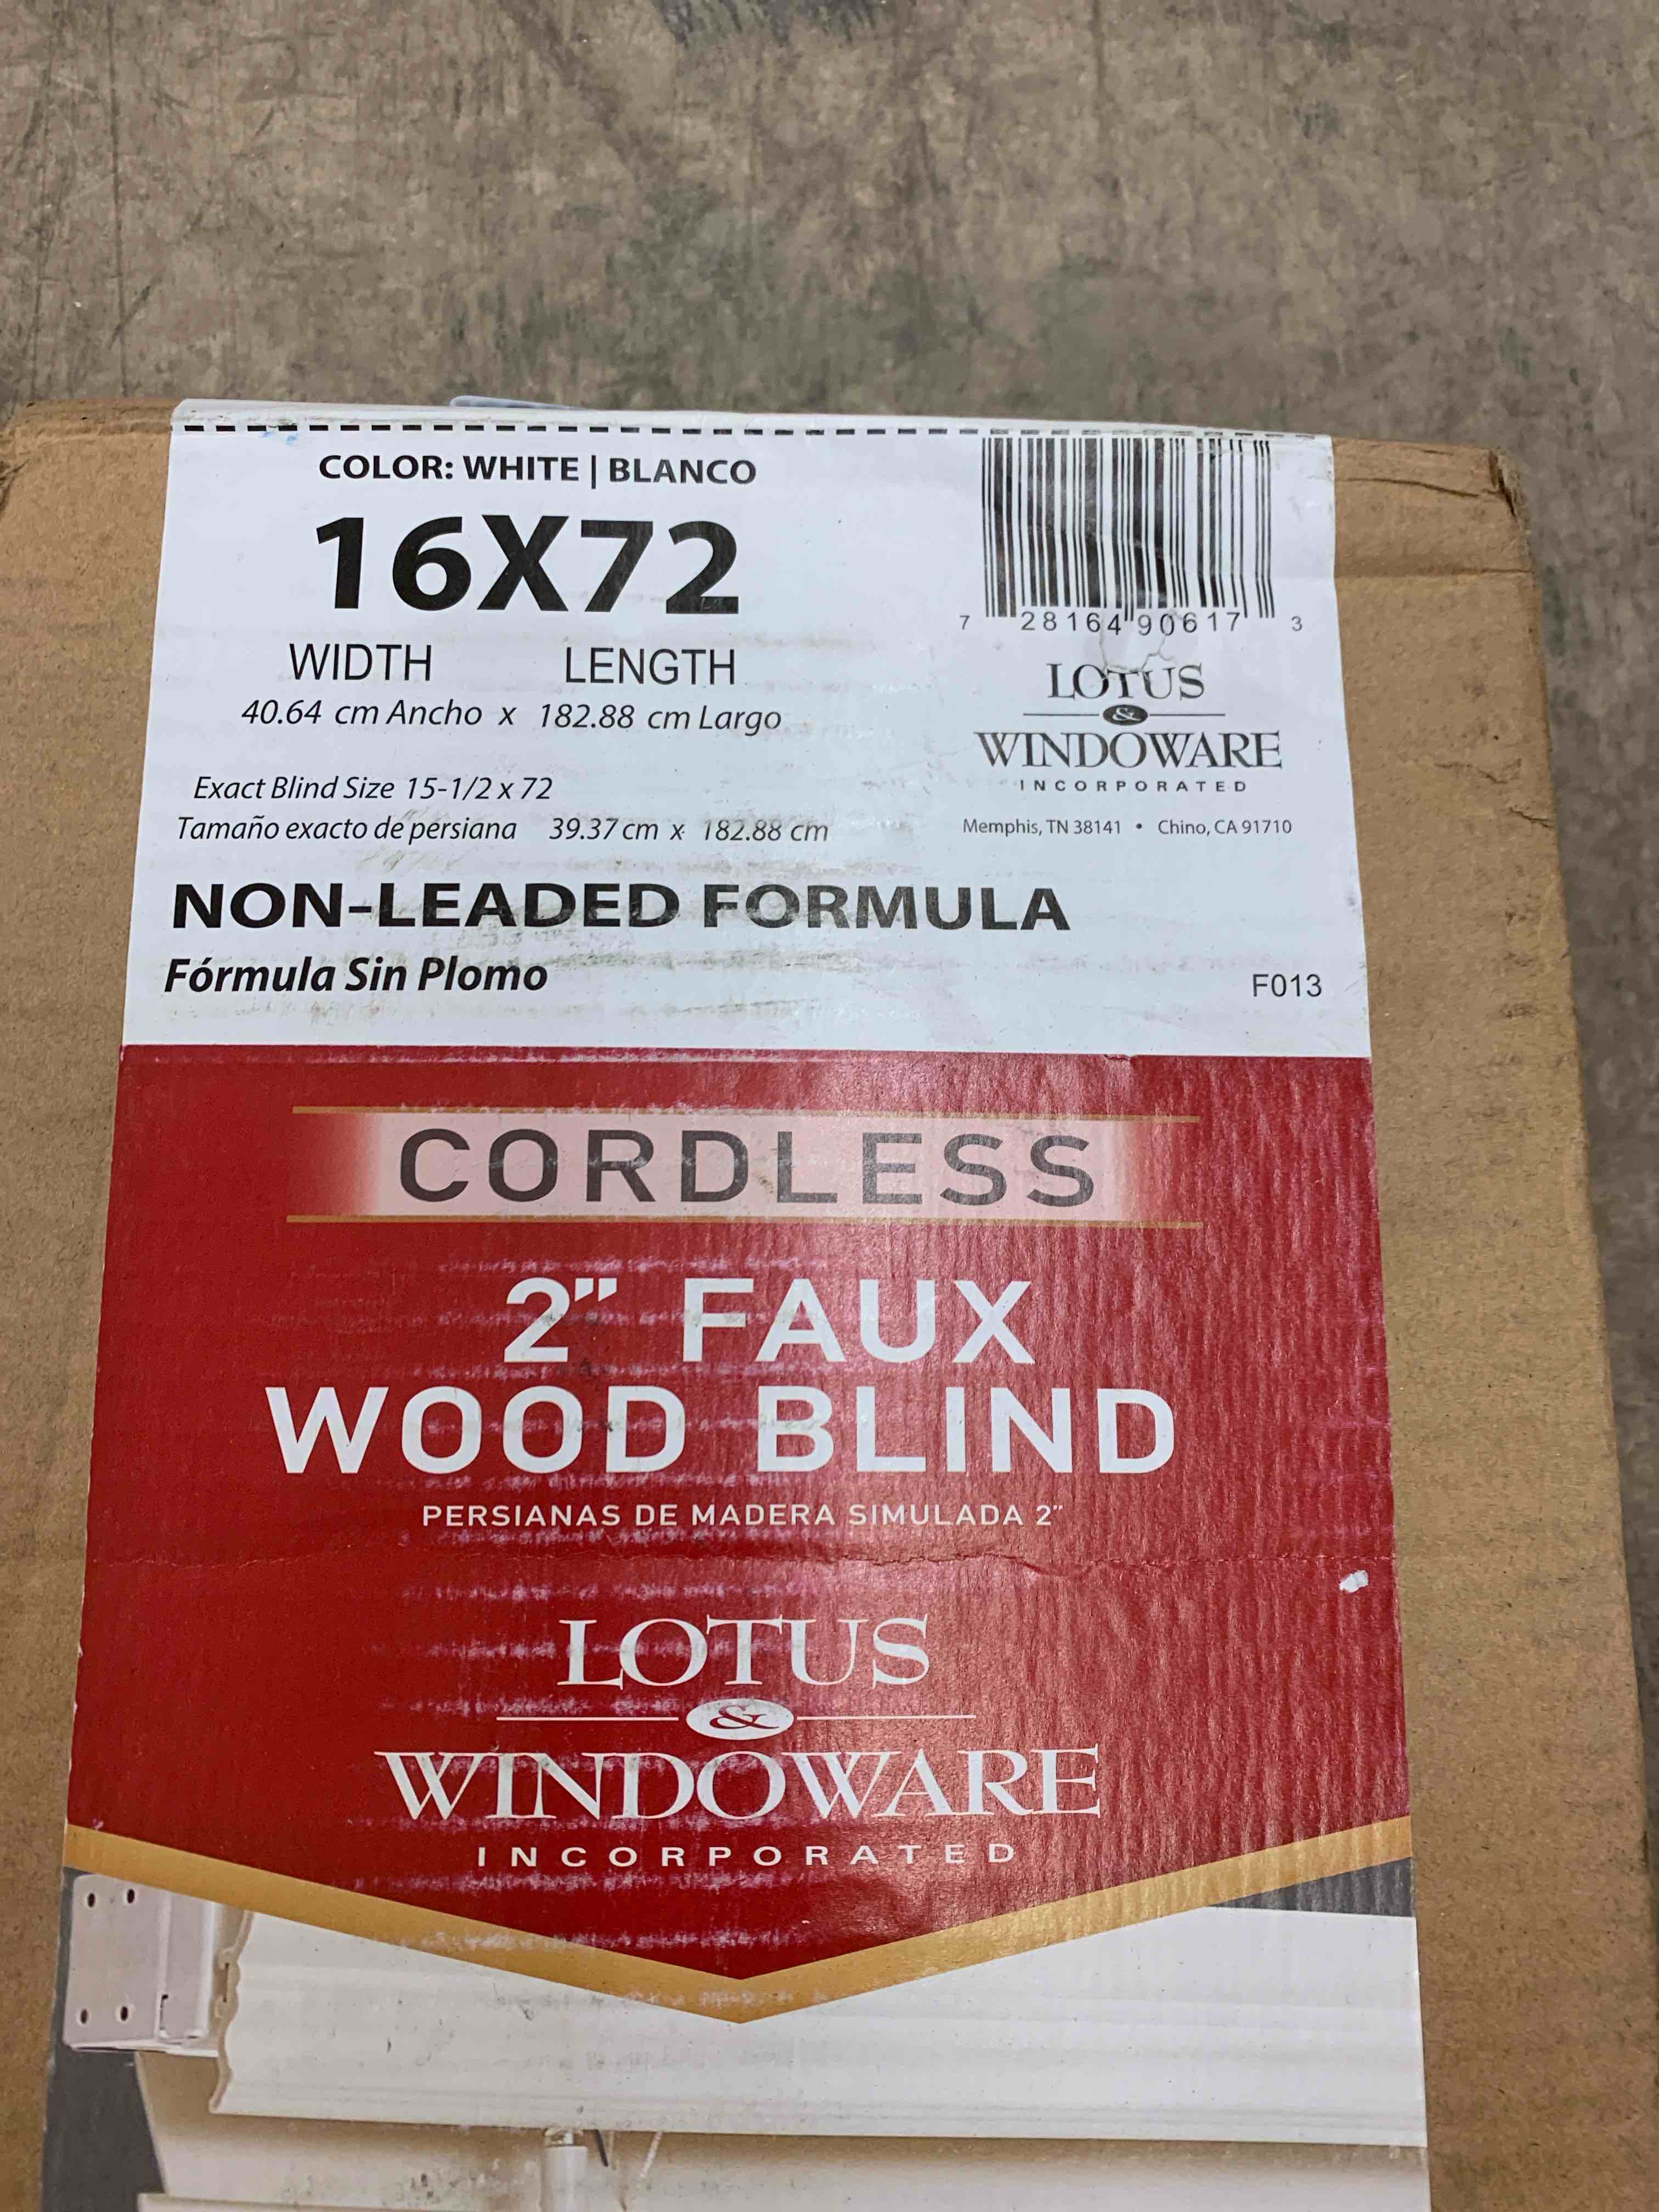 COLOR: WHITE | BLANCO
16X72
WIDTH LENGTH
40.64 cm Ancho x 182.88 cm Largo
Exact Blind Size 15-1/2 x 72
Tamaño exacto de persiana 39.37 cm x 182.88 cm
7 28164 90617 3
LOTUS
&
WINDOWARE
INCORPORATED
Memphis, TN 38141 • Chino, CA 91710
NON-LEADED FORMULA
Fórmula Sin Plomo
F013
CORDLESS
2" FAUX
WOOD BLIND
PERSIANAS DE MADERA SIMULADA 2"
LOTUS
&
WINDOWARE
INCORPORATED